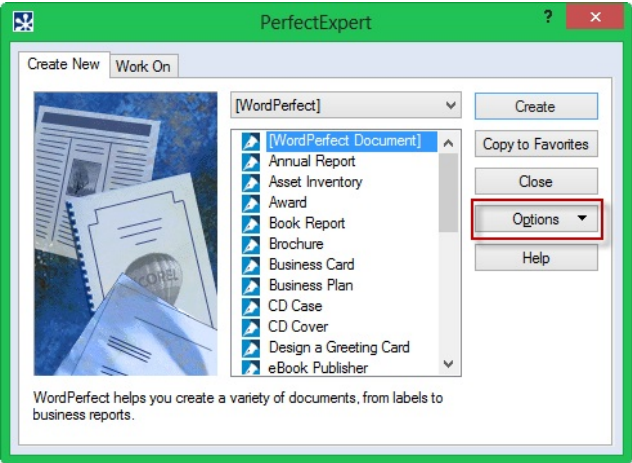 PerfectExpert
?
Create New
Work On
[WordPerfect]
Create
[WordPerfect Document]
Copy to Favorites
Annual Report
Asset Inventory
Close
Award
Book Report
Options
Brochure
Business Card
Help
Business Plan
CD Case
CD Cover
Design a Greeting Card
eBook Publisher
COREL
WordPerfect helps you create a variety of documents, from labels to
business reports.